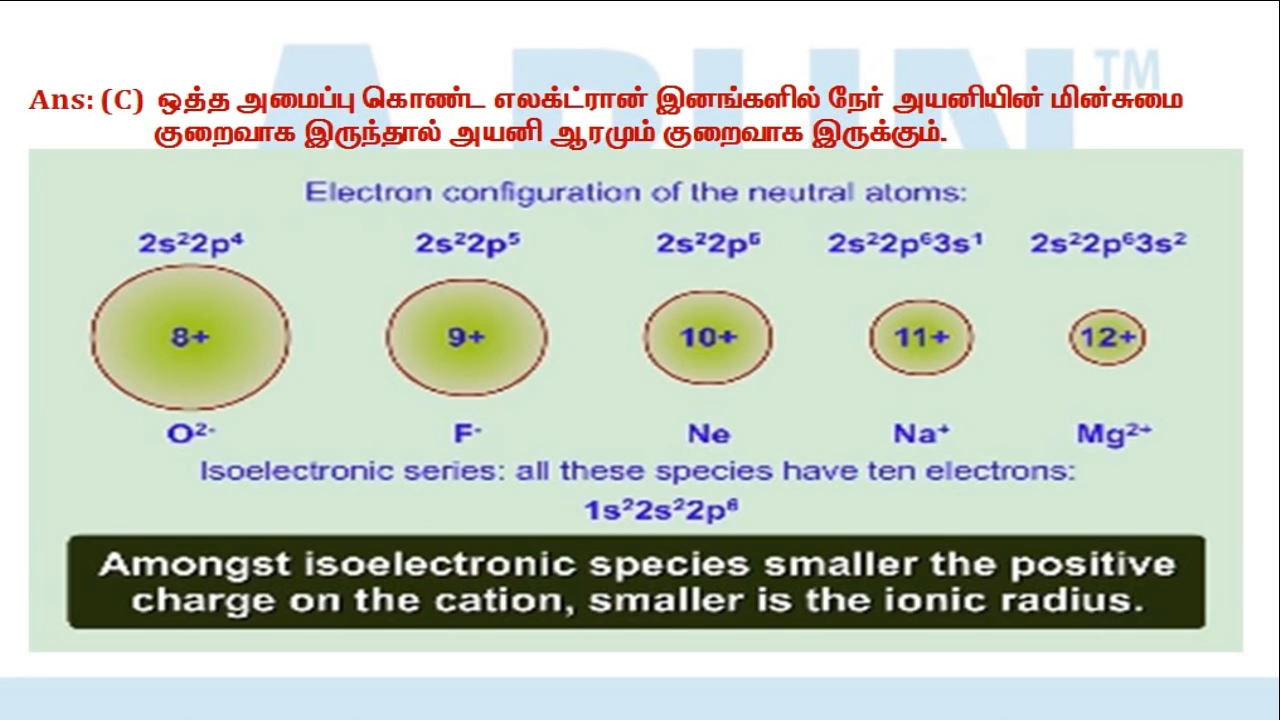 ARUN™
Ans: (C) ஒத்த அமைப்பு கொண்ட எலக்ட்ரான் இனங்களில் நேர் அயனியின் மின்சுமை
குறைவாக இருந்தால் அயனி ஆரமும் குறைவாக இருக்கும்.
Electron configuration of the neutral atoms:
2s²2p⁴ 2s²2p⁵ 2s²2p⁶ 2s²2p⁶3s¹ 2s²2p⁶3s²
8+ 9+ 10+ 11+ 12+
O²⁻ F⁻ Ne Na⁺ Mg²⁺
Isoelectronic series: all these species have ten electrons:
1s²2s²2p⁶
Amongst isoelectronic species smaller the positive
charge on the cation, smaller is the ionic radius.